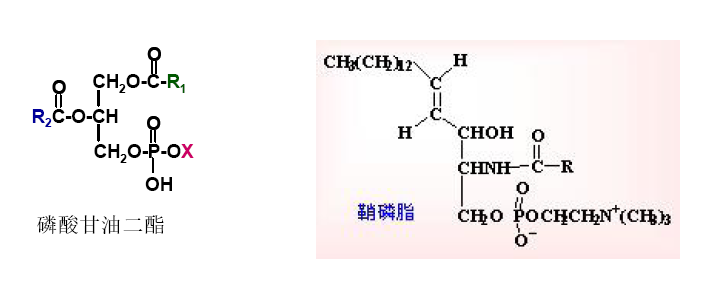 O
CH2O-C-R1
O
R2C-O-CH
O
CH2O-P-OX
OH
磷酸甘油二酯
CH3(CH2)12
H
C
C
H
CHOH
O
CHNH-C-R
O
鞘磷脂
CH2O POCH2CH2N+(CH3)3
O−